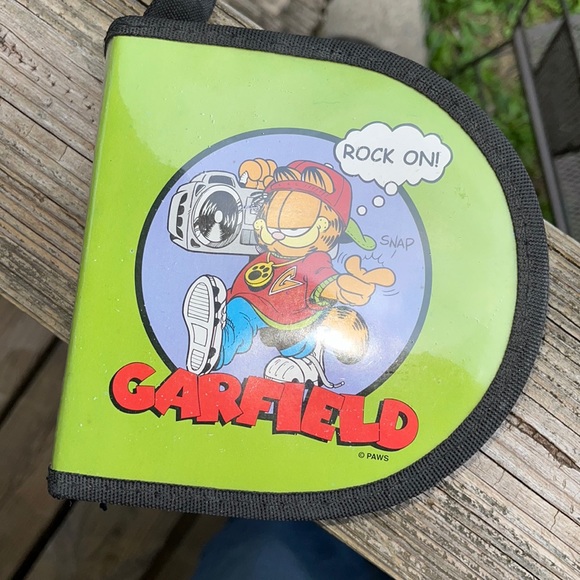 ROCK ON!
SNAP
G
GARFIELD
© PAWS